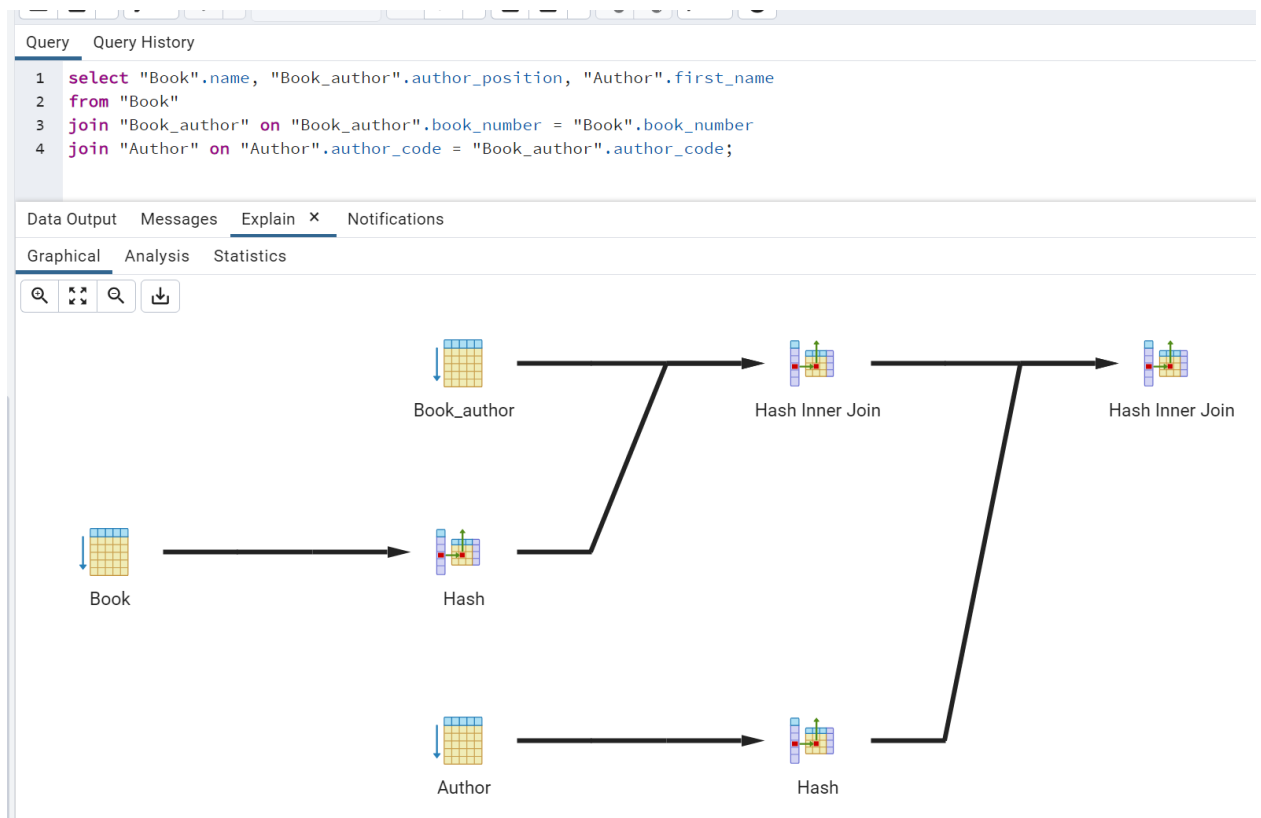 Query Query History
1 select "Book".name, "Book_author".author_position, "Author".first_name
2 from "Book"
3 join "Book_author" on "Book_author".book_number = "Book".book_number
4 join "Author" on "Author".author_code = "Book_author".author_code;
Data Output Messages Explain × Notifications
Graphical Analysis Statistics
Book_author Hash Inner Join Hash Inner Join
Book Hash
Author Hash